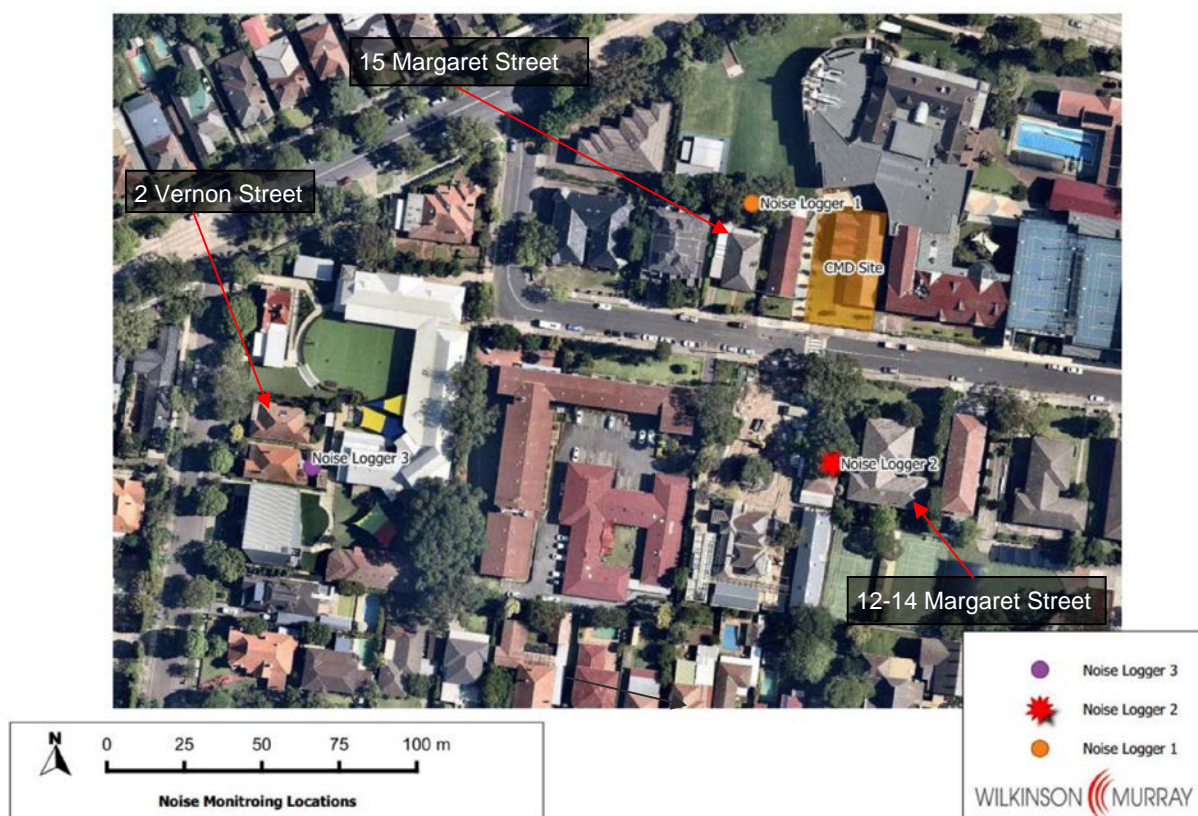 15 Margaret Street
2 Vernon Street
Noise Logger 1
CMD Site
Noise Logger 3
Noise Logger 2
12-14 Margaret Street
N
0 25 50 75 100 m
Noise Monitroing Locations
Noise Logger 3
Noise Logger 2
Noise Logger 1
WILKINSON MURRAY